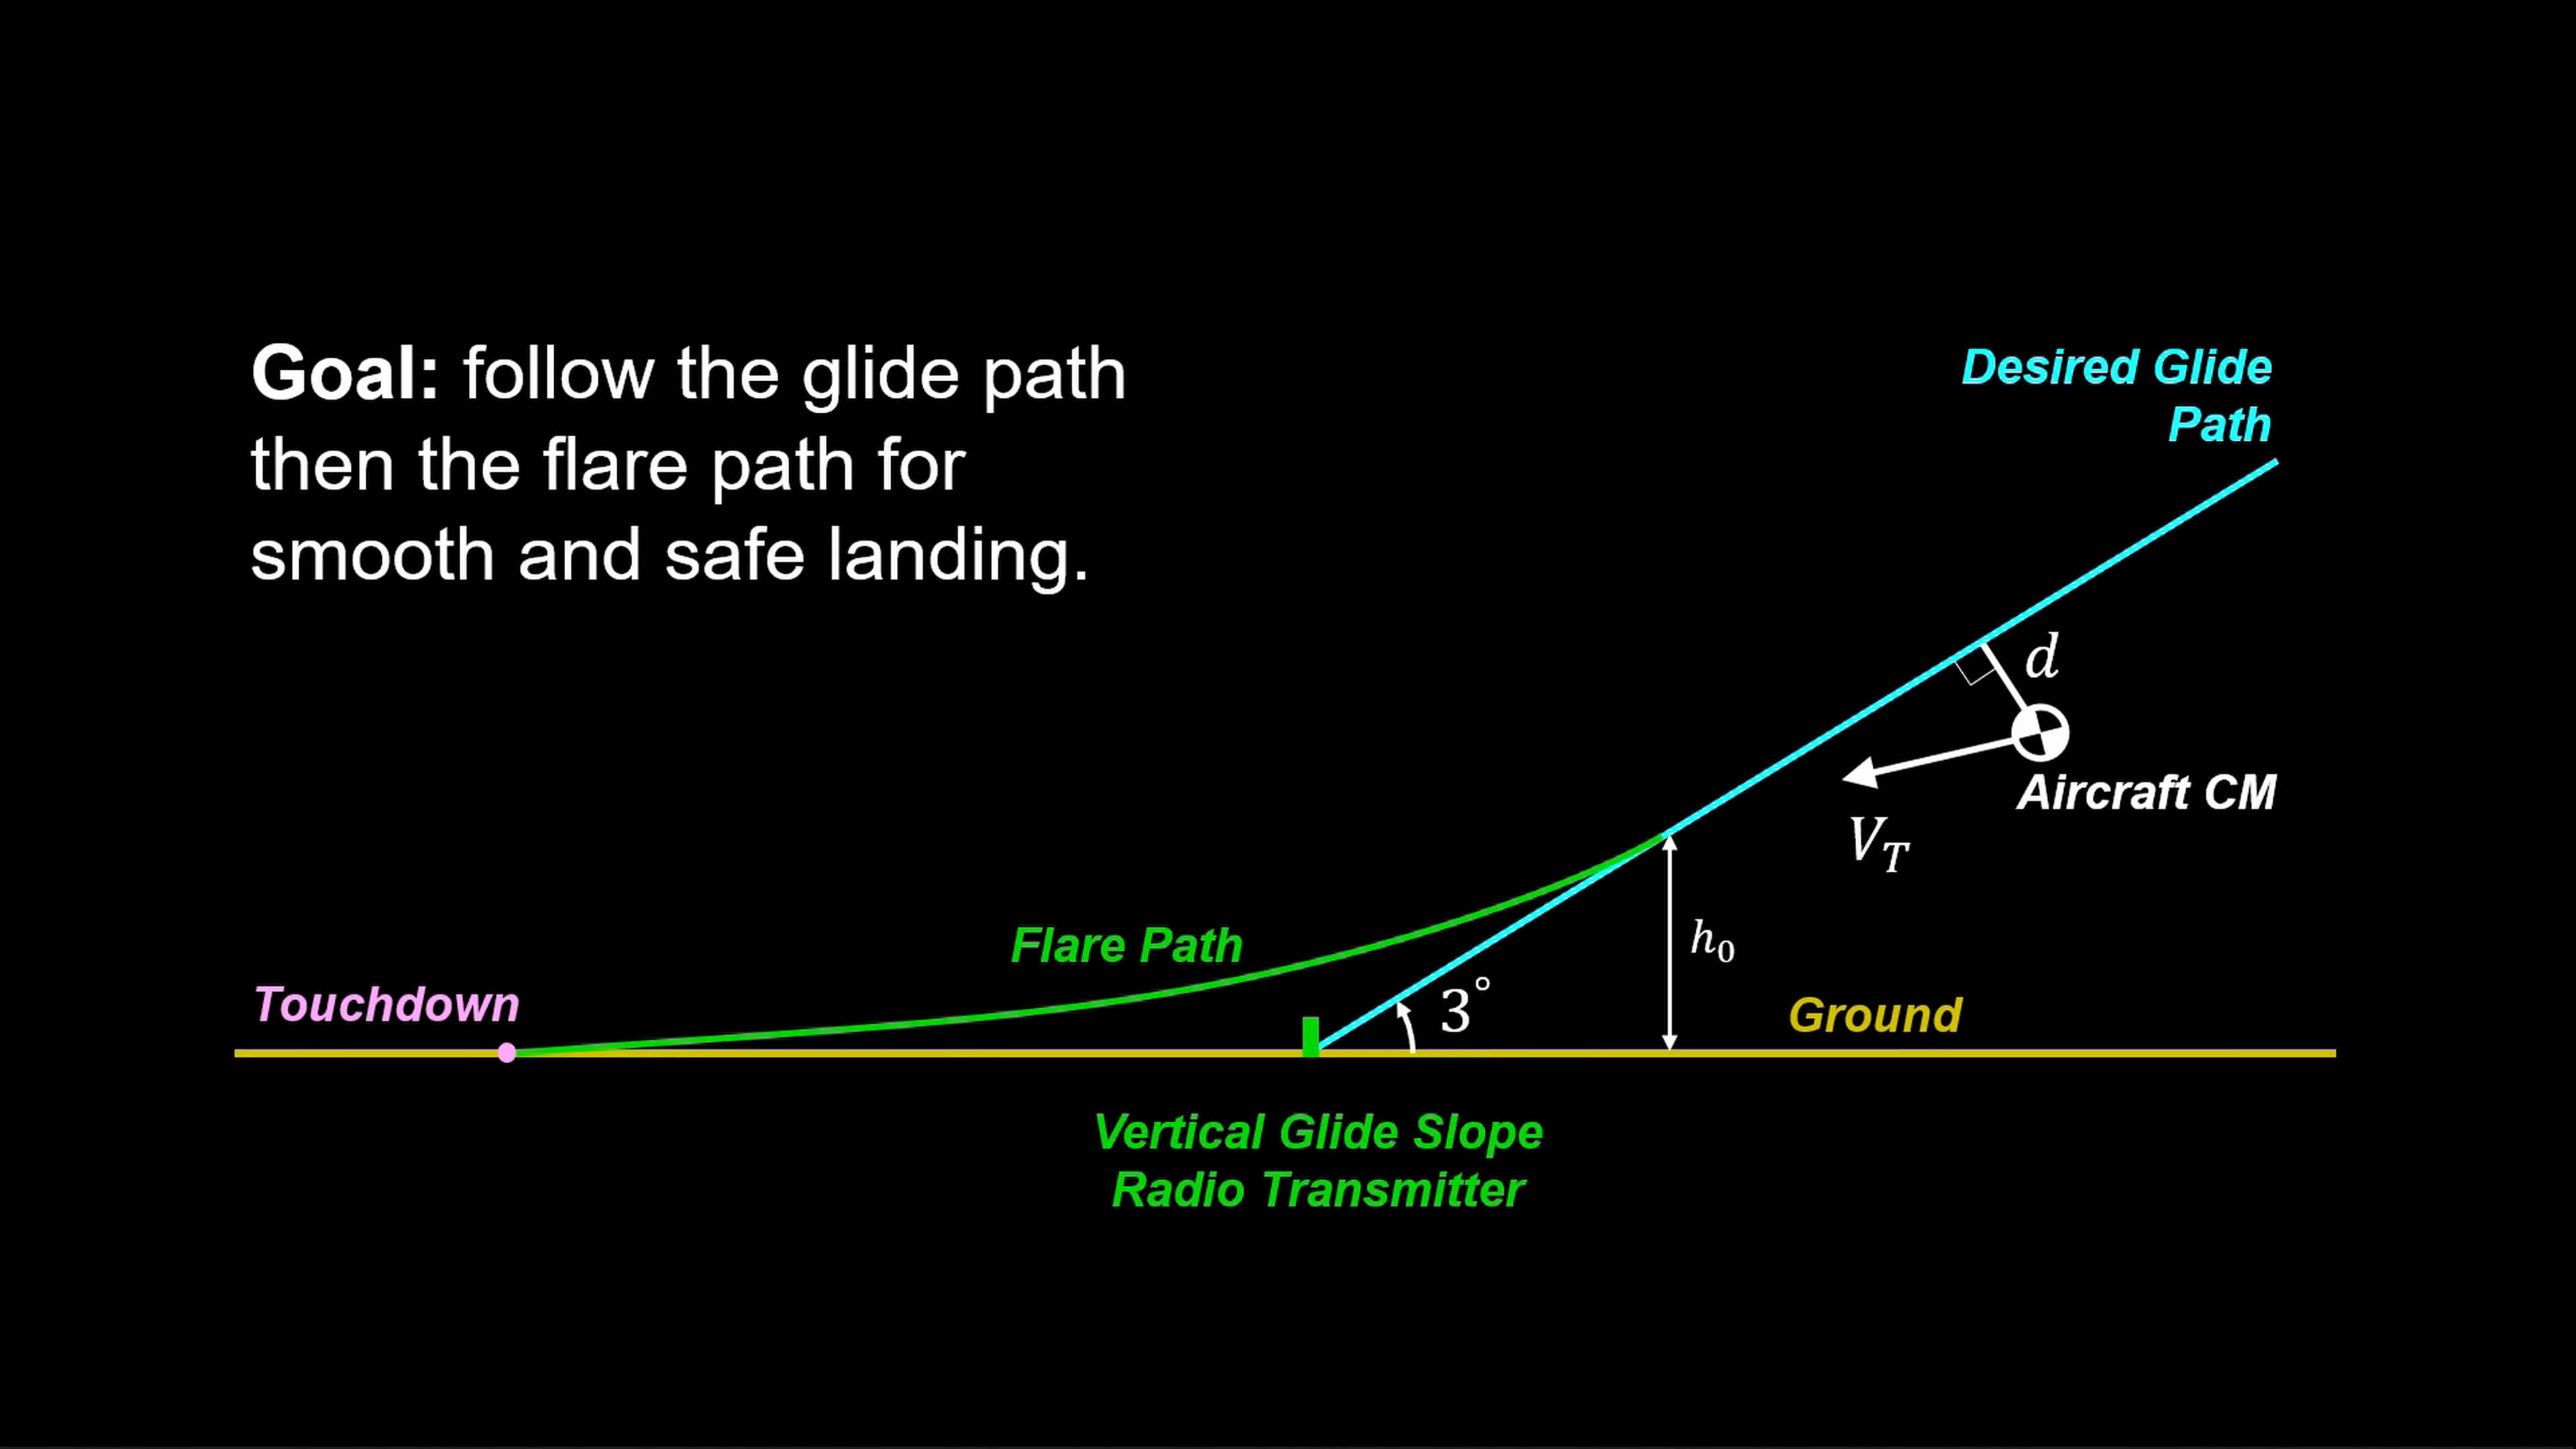 Goal: follow the glide path
then the flare path for
smooth and safe landing.
Desired Glide
Path
d
Aircraft CM
V_T
h_0
Flare Path
3°
Touchdown
Ground
Vertical Glide Slope
Radio Transmitter